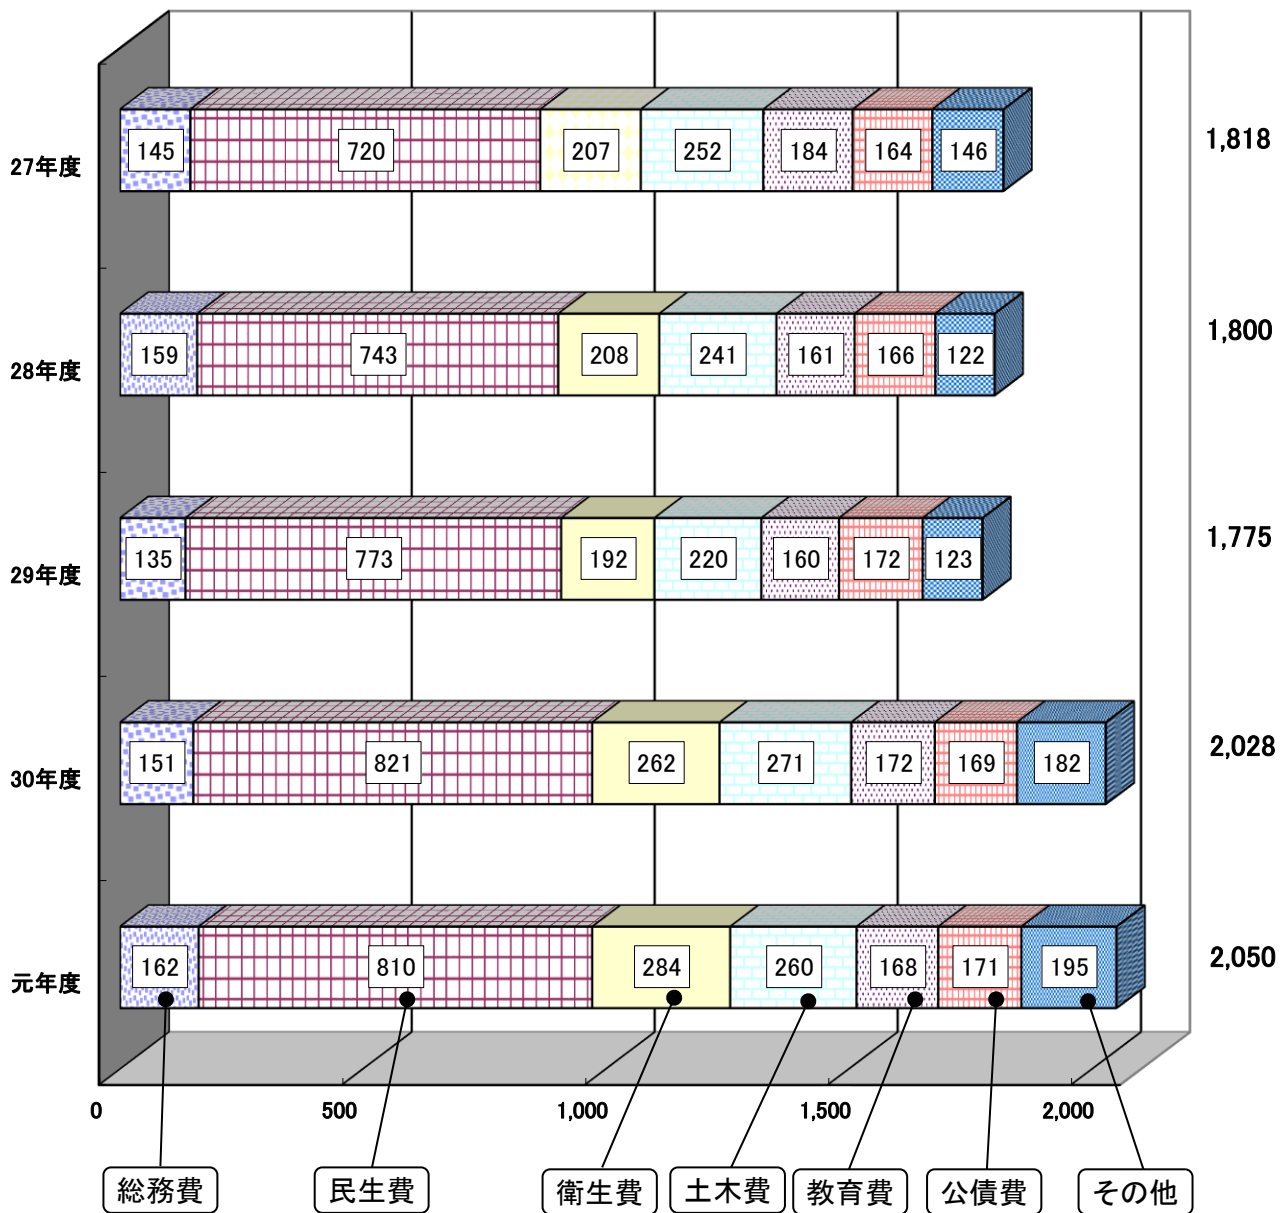 27年度 145 720 207 252 184 164 146 1,818
28年度 159 743 208 241 161 166 122 1,800
29年度 135 773 192 220 160 172 123 1,775
30年度 151 821 262 271 172 169 182 2,028
元年度 162 810 284 260 168 171 195 2,050
0 500 1,000 1,500 2,000
総務費 民生費 衛生費 土木費 教育費 公債費 その他